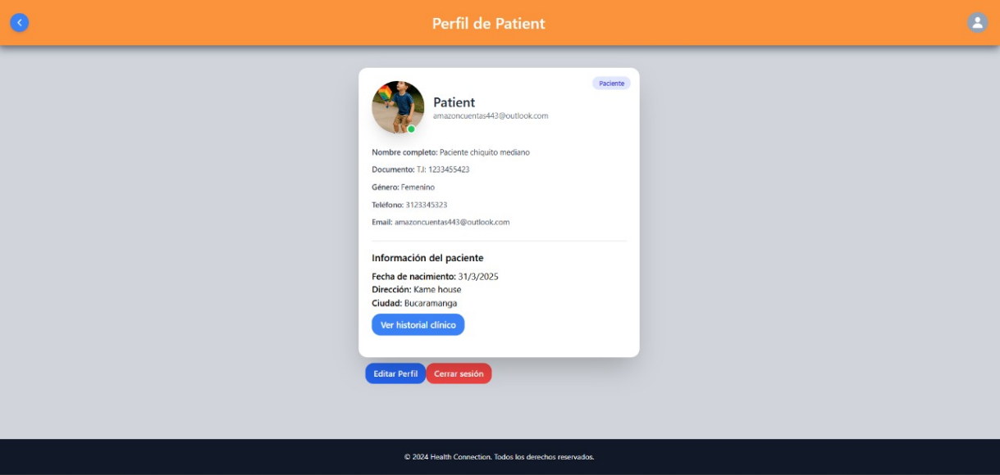 Perfil de Patient
Paciente
Patient
amazoncuentas443@outlook.com
Nombre completo: Paciente chiquito mediano
Documento: T.I: 1233455423
Género: Femenino
Teléfono: 3123345323
Email: amazoncuentas443@outlook.com
Información del paciente
Fecha de nacimiento: 31/3/2025
Dirección: Kame house
Ciudad: Bucaramanga
Ver historial clínico
Editar Perfil Cerrar sesión
© 2024 Health Connection. Todos los derechos reservados.